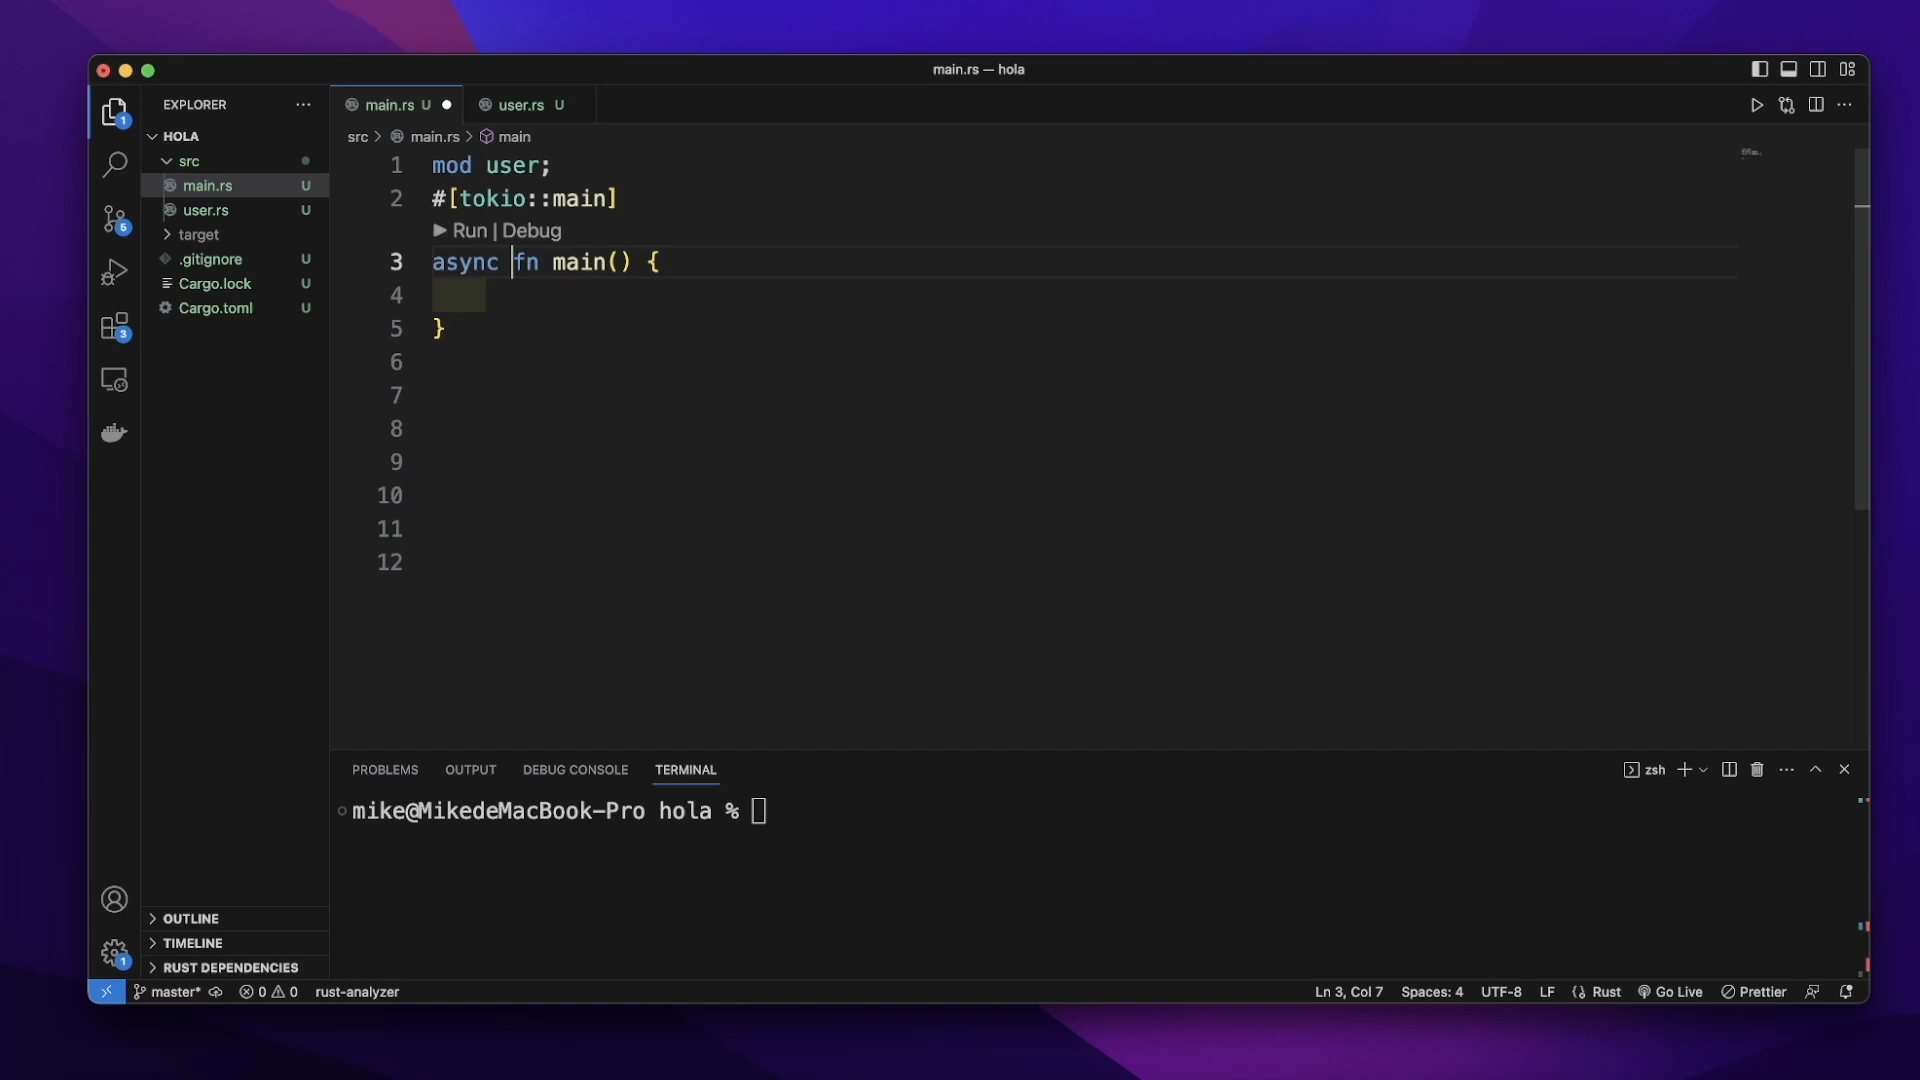 main.rs — hola
EXPLORER
HOLA
src
main.rs U
user.rs U
target
.gitignore U
Cargo.lock U
Cargo.toml U
OUTLINE
TIMELINE
RUST DEPENDENCIES
1
5
3
1
main.rs U
user.rs U
src > main.rs > main
1 mod user;
2 #[tokio::main]
Run | Debug
3 async fn main() {
4
5 }
6
7
8
9
10
11
12
PROBLEMS OUTPUT DEBUG CONSOLE TERMINAL
zsh
mike@MikedeMacBook-Pro hola %
master* 0 0 rust-analyzer
Ln 3, Col 7 Spaces: 4 UTF-8 LF Rust Go Live Prettier